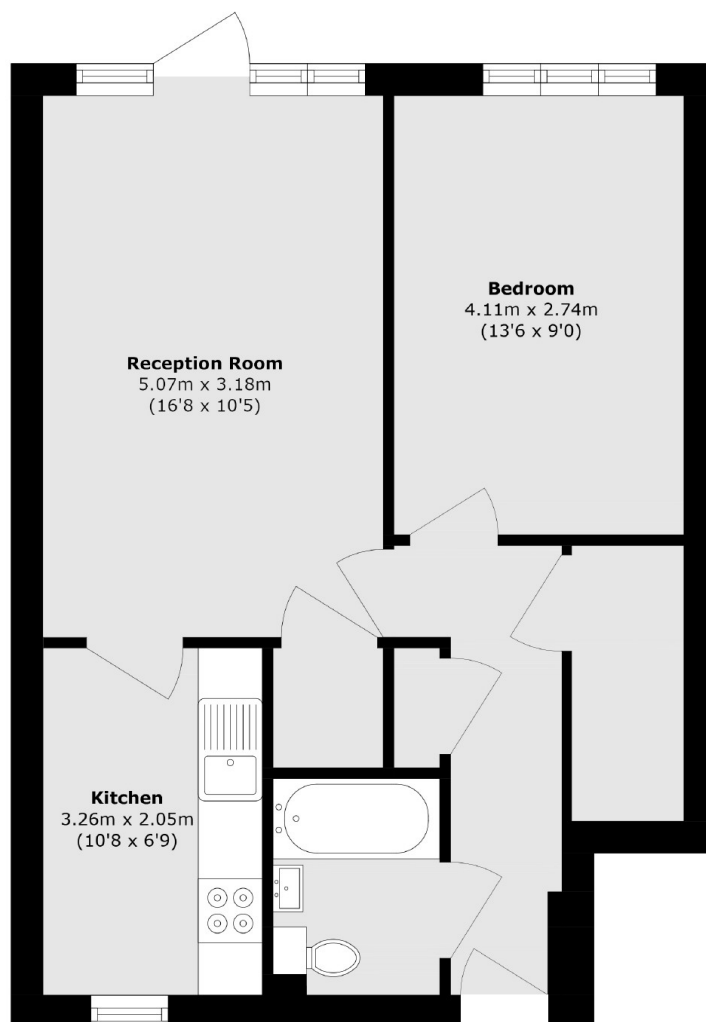 Bedroom
4.11m x 2.74m
(13'6 x 9'0)
Reception Room
5.07m x 3.18m
(16'8 x 10'5)
Kitchen
3.26m x 2.05m
(10'8 x 6'9)